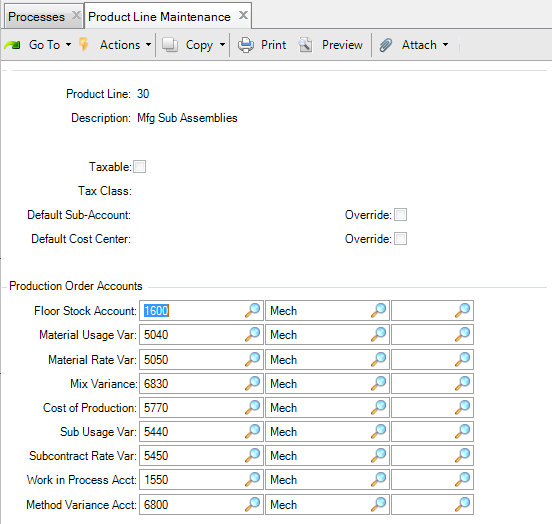 Processes Product Line Maintenance
Go To Actions Copy Print Preview Attach
Product Line: 30
Description: Mfg Sub Assemblies
Taxable:
Tax Class:
Default Sub-Account: Override:
Default Cost Center: Override:
Production Order Accounts
Floor Stock Account: 1600 Mech
Material Usage Var: 5040 Mech
Material Rate Var: 5050 Mech
Mix Variance: 6830 Mech
Cost of Production: 5770 Mech
Sub Usage Var: 5440 Mech
Subcontract Rate Var: 5450 Mech
Work in Process Acct: 1550 Mech
Method Variance Acct: 6800 Mech